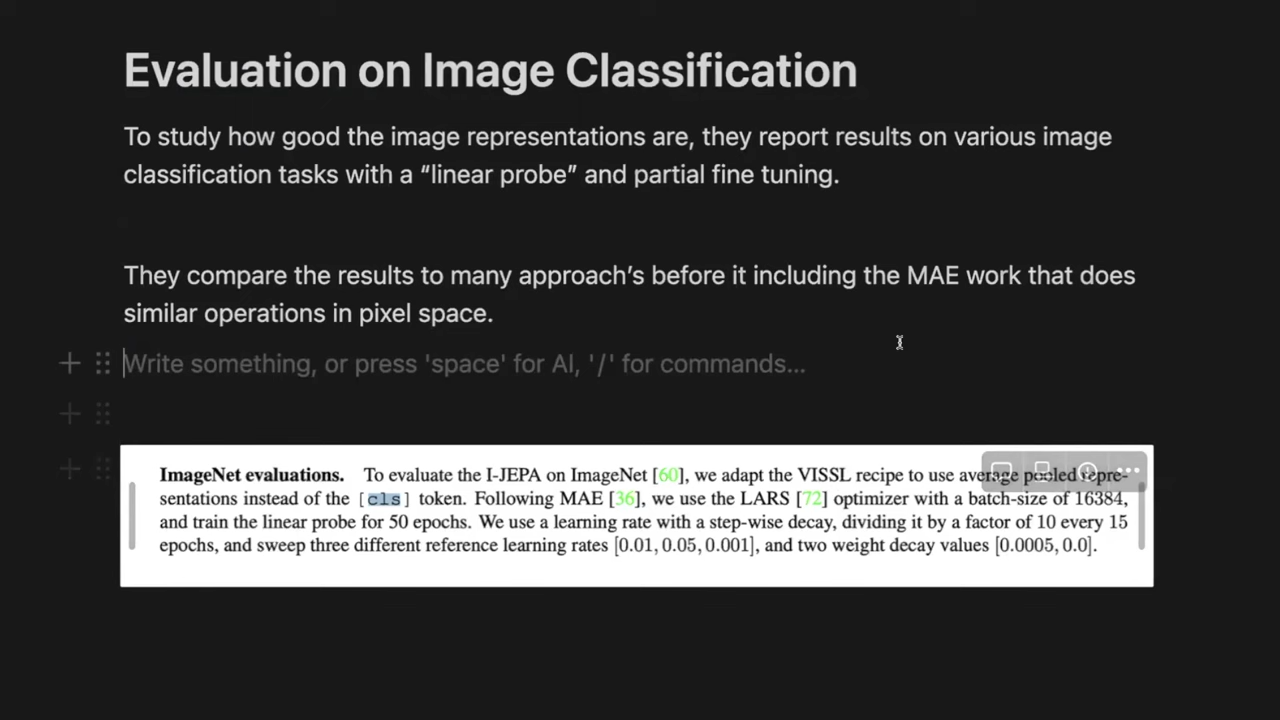 Evaluation on Image Classification
To study how good the image representations are, they report results on various image
classification tasks with a “linear probe” and partial fine tuning.
They compare the results to many approach’s before it including the MAE work that does
similar operations in pixel space.
Write something, or press 'space' for AI, '/' for commands...
ImageNet evaluations. To evaluate the I-JEPA on ImageNet [60], we adapt the VISSL recipe to use average pooled repre-
sentations instead of the [cls] token. Following MAE [36], we use the LARS [72] optimizer with a batch-size of 16384,
and train the linear probe for 50 epochs. We use a learning rate with a step-wise decay, dividing it by a factor of 10 every 15
epochs, and sweep three different reference learning rates [0.01, 0.05, 0.001], and two weight decay values [0.0005, 0.0].